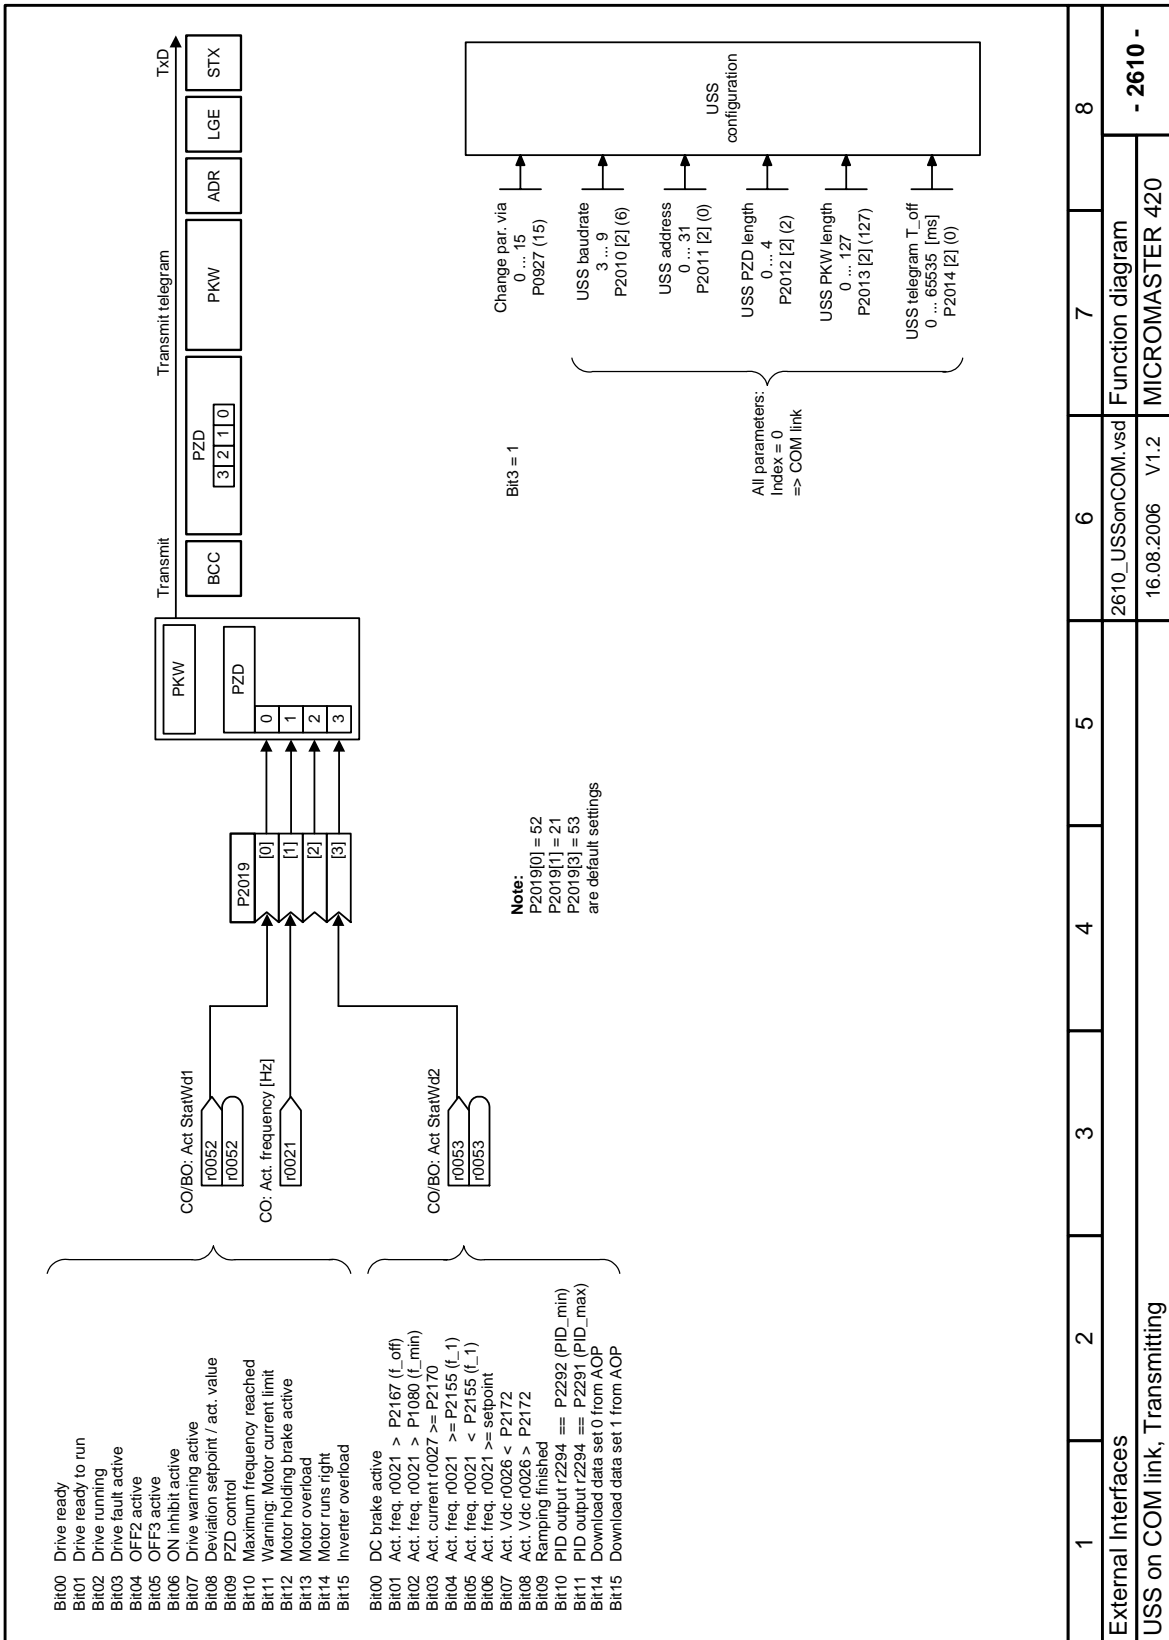 Bit00 Drive ready
Bit01 Drive ready to run
Bit02 Drive running
Bit03 Drive fault active
Bit04 OFF2 active
Bit05 OFF3 active
Bit06 ON inhibit active
Bit07 Drive warning active
Bit08 Deviation setpoint / act. value
Bit09 PZD control
Bit10 Maximum frequency reached
Bit11 Warning: Motor current limit
Bit12 Motor holding brake active
Bit13 Motor overload
Bit14 Motor runs right
Bit15 Inverter overload
Bit00 DC brake active
Bit01 Act. freq. r0021 > P2167 (f_off)
Bit02 Act. freq. r0021 > P1080 (f_min)
Bit03 Act. current r0027 >= P2170
Bit04 Act. freq. r0021 >= P2155 (f_1)
Bit05 Act. freq. r0021 < P2155 (f_1)
Bit06 Act. freq. r0021 >= setpoint
Bit07 Act. Vdc r0026 < P2172
Bit08 Act. Vdc r0026 > P2172
Bit09 Ramping finished
Bit10 PID output r2294 == P2292 (PID_min)
Bit11 PID output r2294 == P2291 (PID_max)
Bit14 Download data set 0 from AOP
Bit15 Download data set 1 from AOP
CO/BO: Act StatWd1
r0052
r0052
CO: Act. frequency [Hz]
r0021
CO/BO: Act StatWd2
r0053
r0053
P2019
[0]
[1]
[2]
[3]
Note:
P2019[0] = 52
P2019[1] = 21
P2019[3] = 53
are default settings
PKW
PZD
0
1
2
3
Transmit
Transmit telegram
TxD
BCC
PZD
3 2 1 0
PKW
ADR
LGE
STX
Bit3 = 1
Change par. via
0 ... 15
P0927 (15)
USS baudrate
3 ... 9
P2010 [2] (6)
USS address
0 ... 31
P2011 [2] (0)
USS PZD length
0 ... 4
P2012 [2] (2)
USS PKW length
0 ... 127
P2013 [2] (127)
USS telegram T_off
0 ... 65535 [ms]
P2014 [2] (0)
All parameters:
Index = 0
=> COM link
USS
configuration
1 2 3 4 5 6 7 8
External Interfaces
2610_USSonCOM.vsd
Function diagram
- 2610 -
USS on COM link, Transmitting
16.08.2006 V1.2
MICROMASTER 420